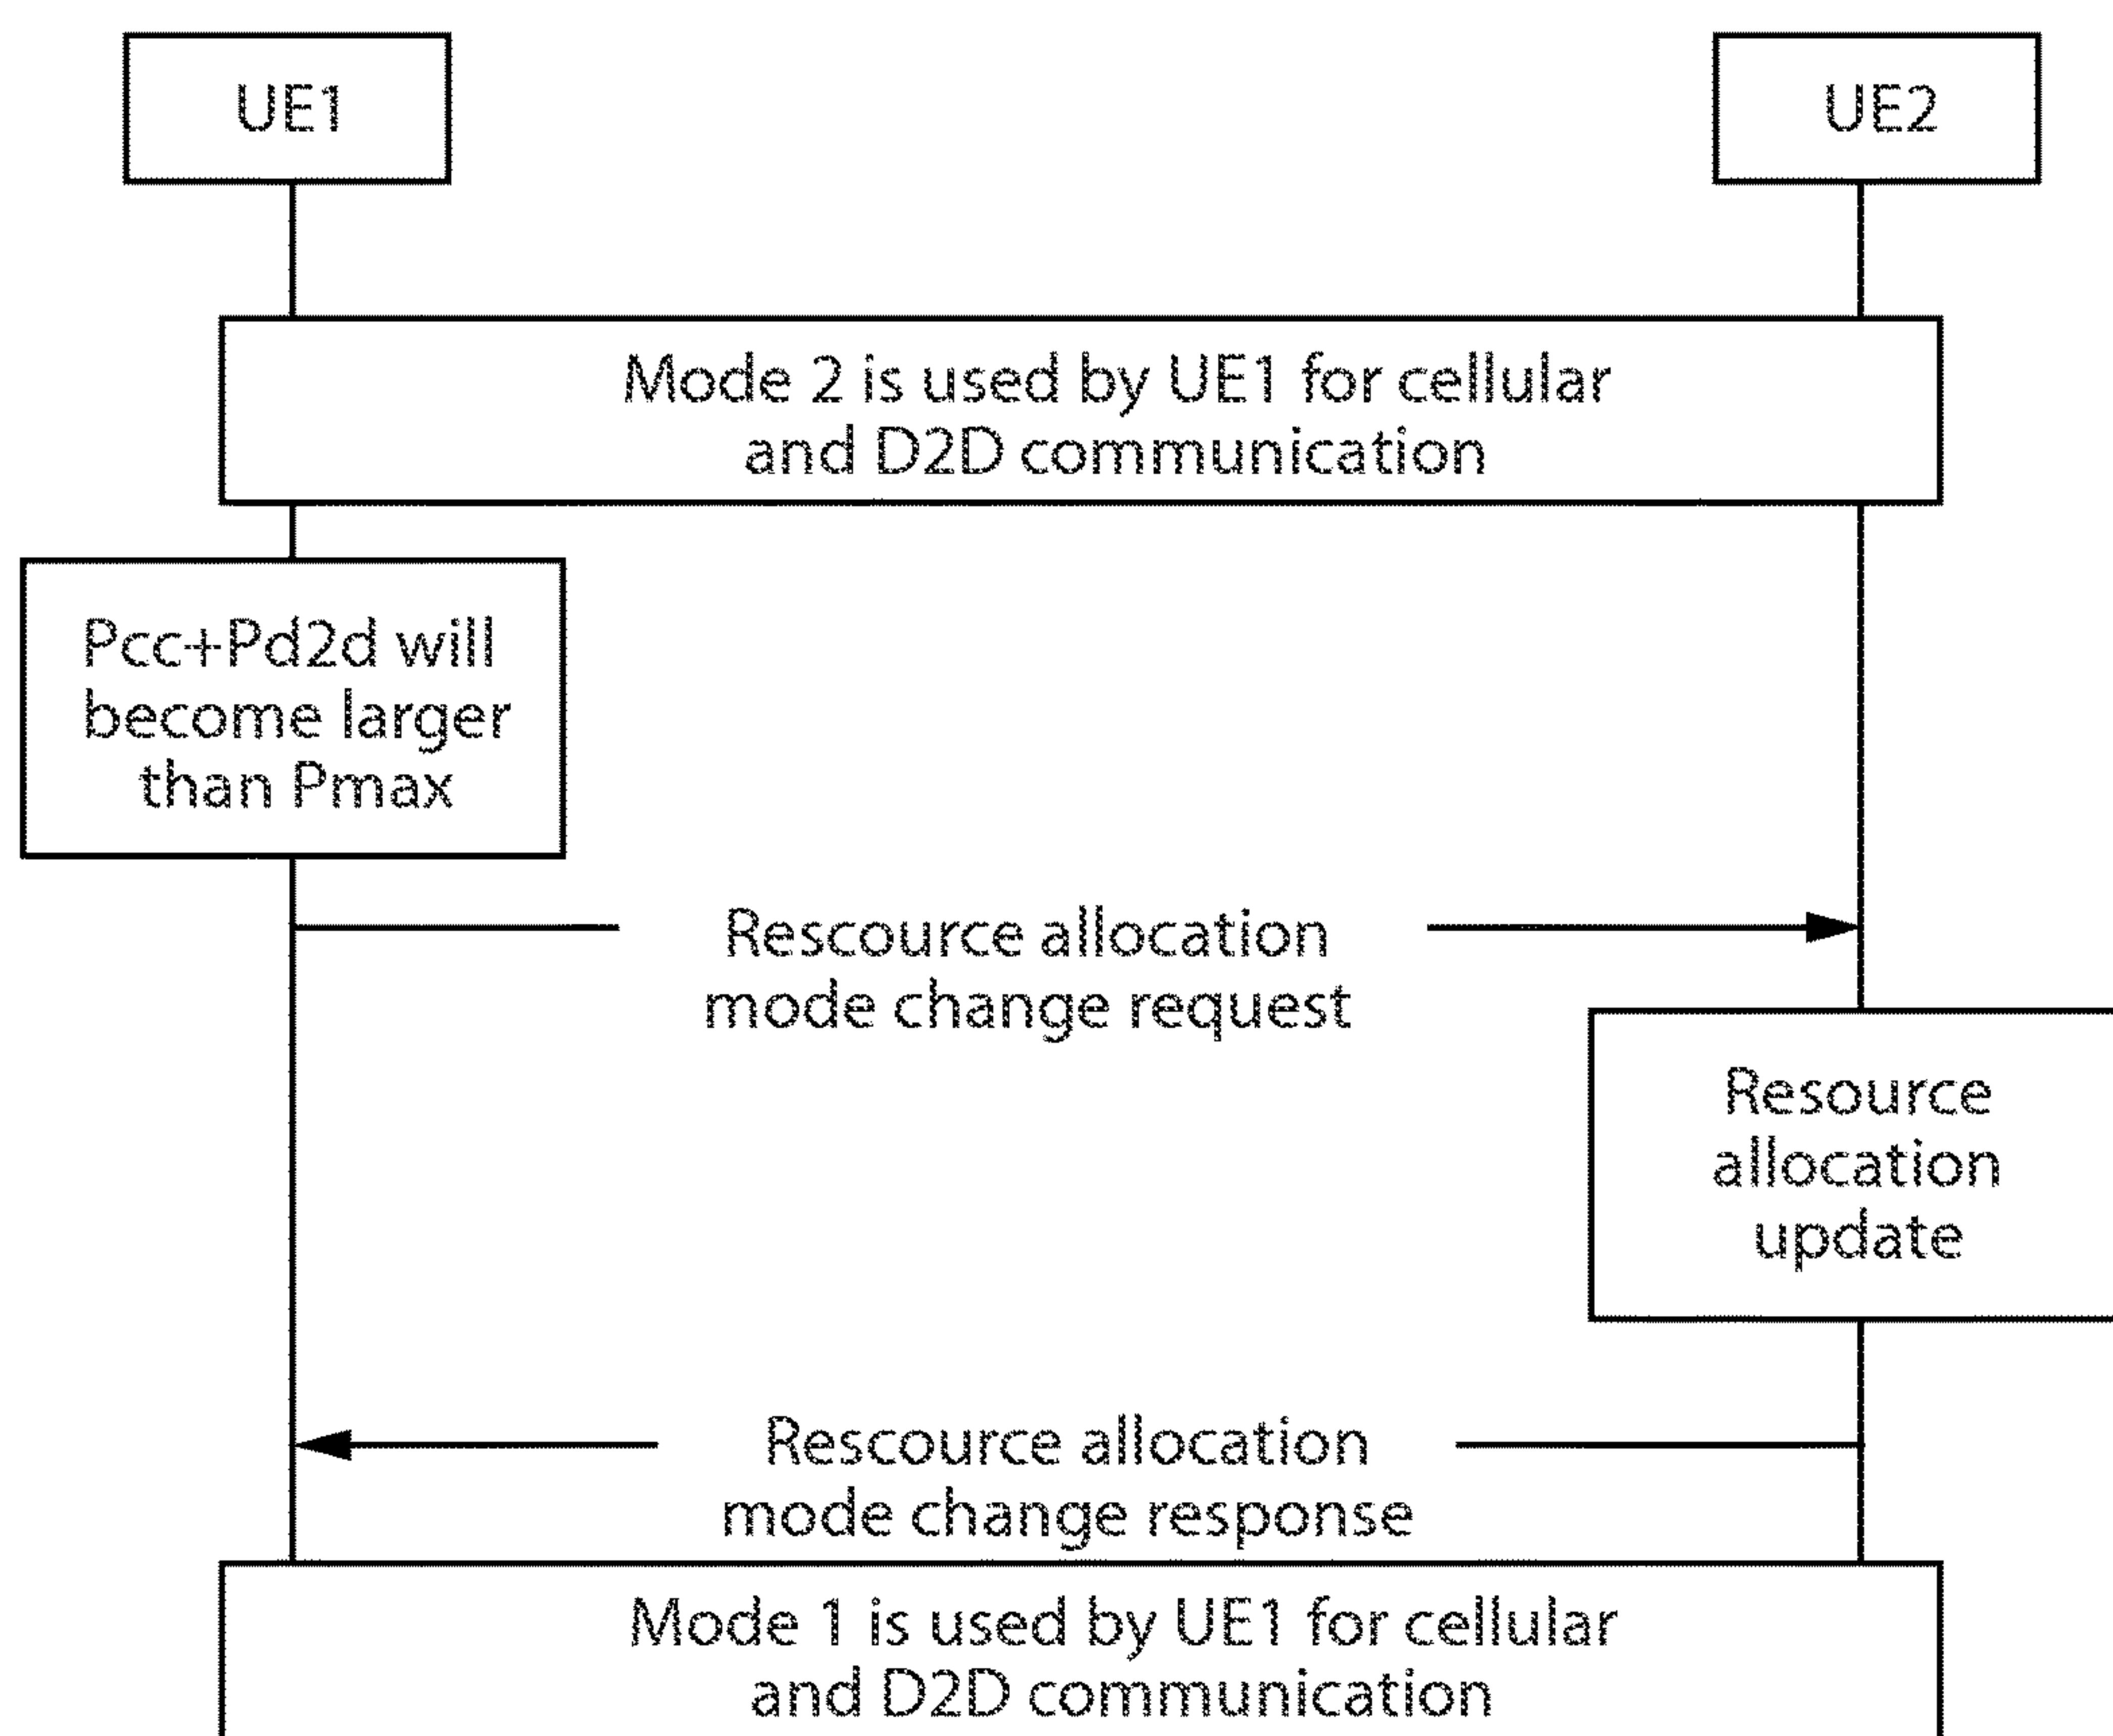 UE1
UE2
Mode 2 is used by UE1 for cellular
and D2D communication
Pcc+Pd2d will
become larger
than Pmax
Rescource allocation
mode change request
Resource
allocation
update
Rescource allocation
mode change response
Mode 1 is used by UE1 for cellular
and D2D communication